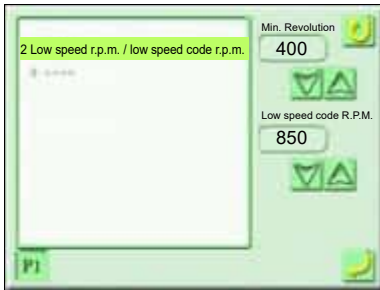 2 Low speed r.p.m. / low speed code r.p.m.
Min. Revolution
400
Low speed code R.P.M.
850
P1